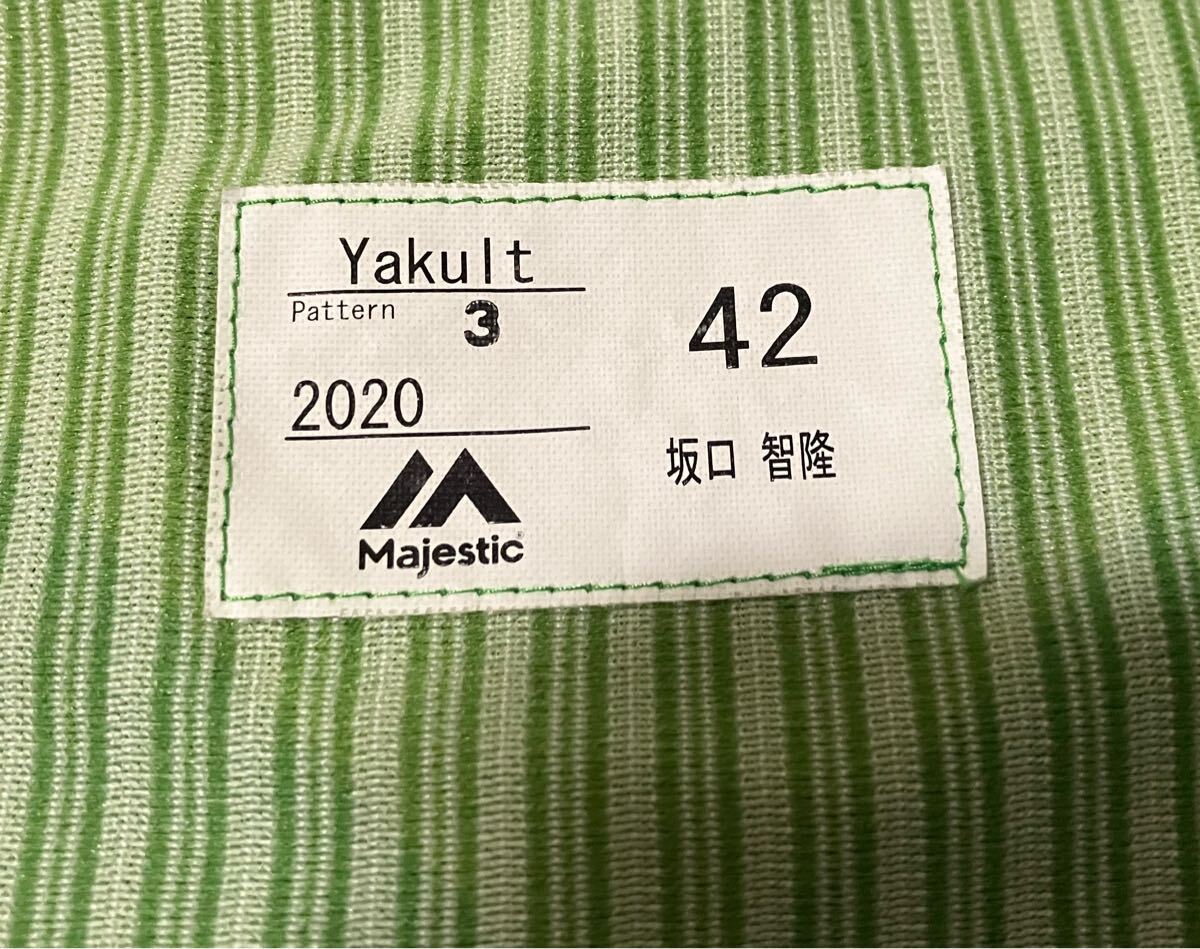 Yakult
Pattern 3
2020
Majestic®
42
坂口 智隆